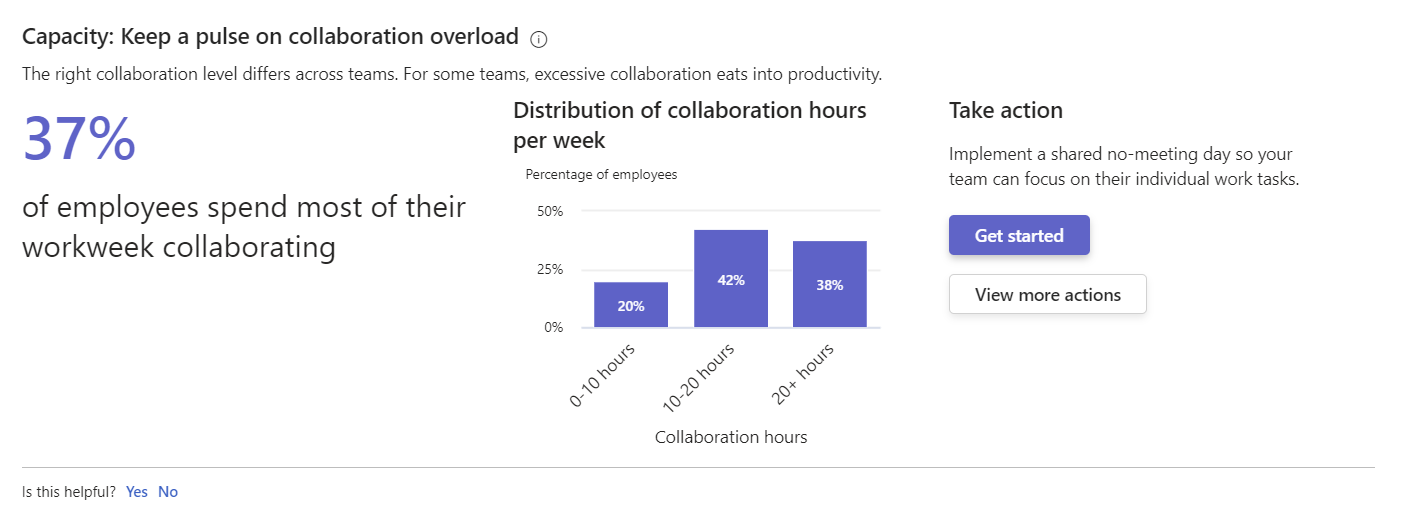 Capacity: Keep a pulse on collaboration overload
The right collaboration level differs across teams. For some teams, excessive collaboration eats into productivity.
37%
of employees spend most of their
workweek collaborating
Distribution of collaboration hours
per week
Percentage of employees
50%
25%
0%
20%
42%
38%
0-10 hours
10-20 hours
20+ hours
Collaboration hours
Take action
Implement a shared no-meeting day so your
team can focus on their individual work tasks.
Get started
View more actions
Is this helpful? Yes No